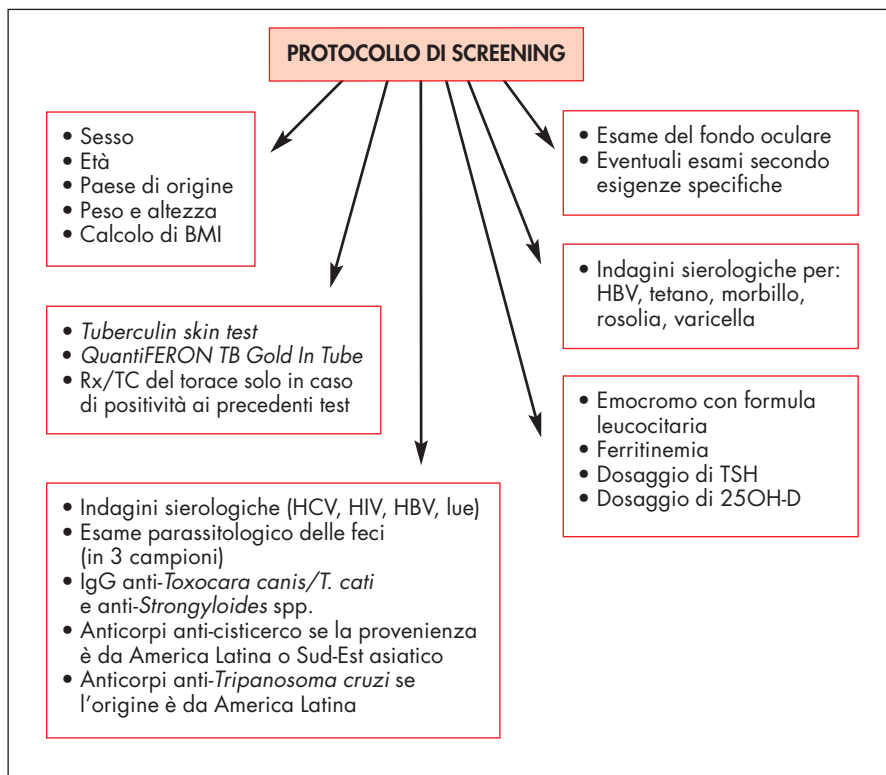 PROTOCOLLO DI SCREENING
• Sesso
• Età
• Paese di origine
• Peso e altezza
• Calcolo di BMI
• Tuberculin skin test
• QuantiFERON TB Gold In Tube
• Rx/TC del torace solo in caso
di positività ai precedenti test
• Indagini sierologiche (HCV, HIV, HBV, lue)
• Esame parassitologico delle feci
(in 3 campioni)
• IgG anti-Toxocara canis/T. cati
e anti-Strongyloides spp.
• Anticorpi anti-cisticerco se la provenienza
è da America Latina o Sud-Est asiatico
• Anticorpi anti-Tripanosoma cruzi se
l'origine è da America Latina
• Esame del fondo oculare
• Eventuali esami secondo
esigenze specifiche
• Indagini sierologiche per:
HBV, tetano, morbillo,
rosolia, varicella
• Emocromo con formula
leucocitaria
• Ferritinemia
• Dosaggio di TSH
• Dosaggio di 25OH-D